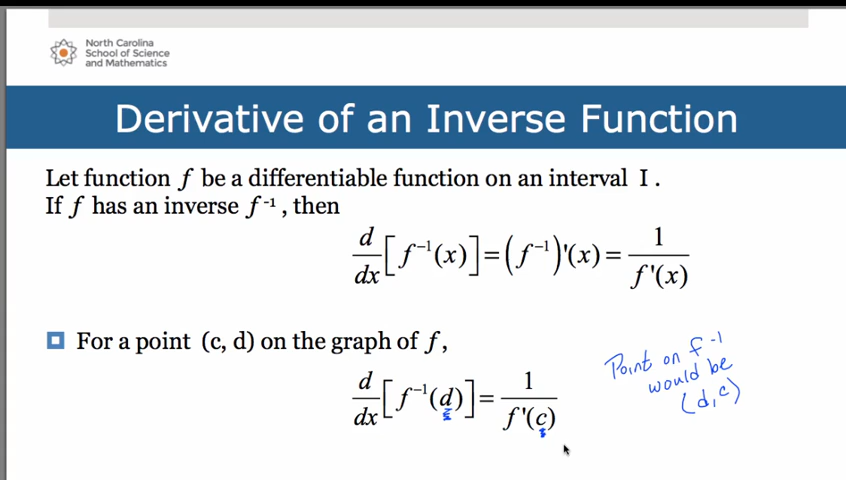 North Carolina
School of Science
and Mathematics
Derivative of an Inverse Function
Let function f be a differentiable function on an interval I .
If f has an inverse f⁻¹, then
d/dx [f⁻¹(x)] = (f⁻¹)'(x) = 1/f'(x)
For a point (c, d) on the graph of f,
d/dx [f⁻¹(d)] = 1/f'(c)
Point on f⁻¹
would be
(d, c)